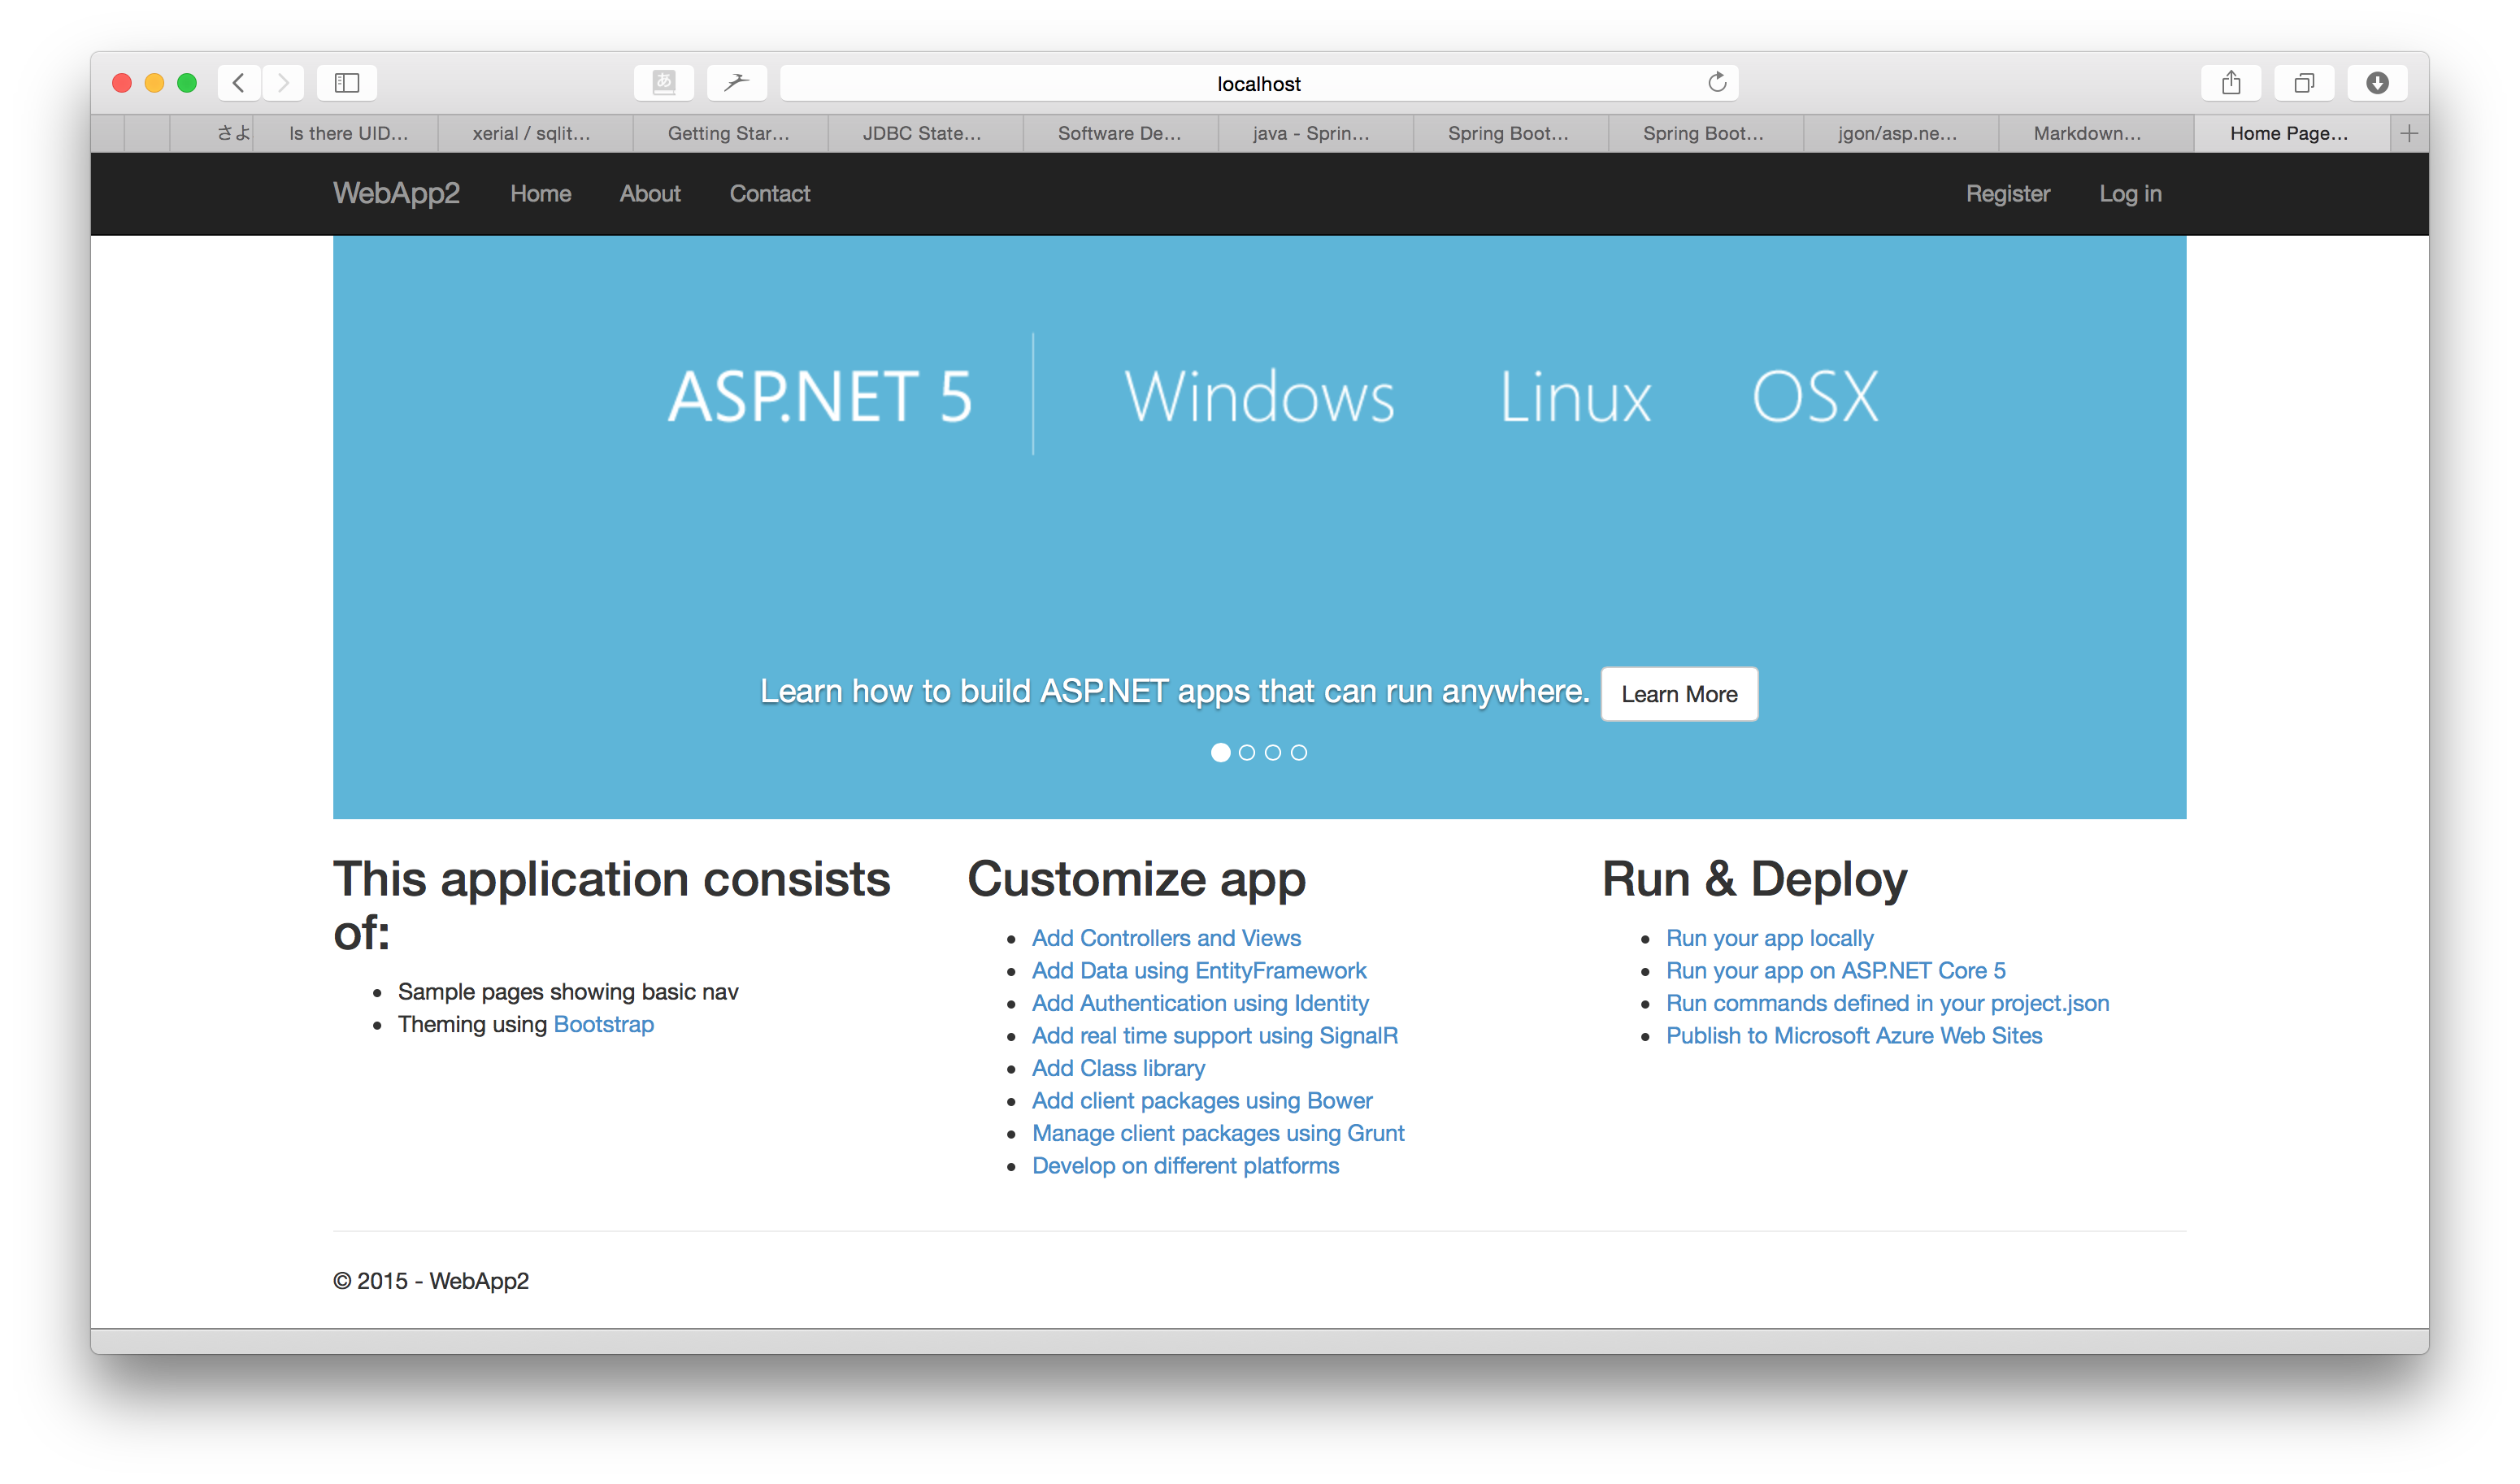 localhost
さよ
Is there UID...
xerial / sqlit...
Getting Star...
JDBC State...
Software De...
java - Sprin...
Spring Boot...
Spring Boot...
jgon/asp.ne...
Markdown...
Home Page...
WebApp2 Home About Contact Register Log in
ASP.NET 5 Windows Linux OSX
Learn how to build ASP.NET apps that can run anywhere. Learn More
This application consists
of:
Sample pages showing basic nav
Theming using Bootstrap
Customize app
Add Controllers and Views
Add Data using EntityFramework
Add Authentication using Identity
Add real time support using SignalR
Add Class library
Add client packages using Bower
Manage client packages using Grunt
Develop on different platforms
Run & Deploy
Run your app locally
Run your app on ASP.NET Core 5
Run commands defined in your project.json
Publish to Microsoft Azure Web Sites
© 2015 - WebApp2